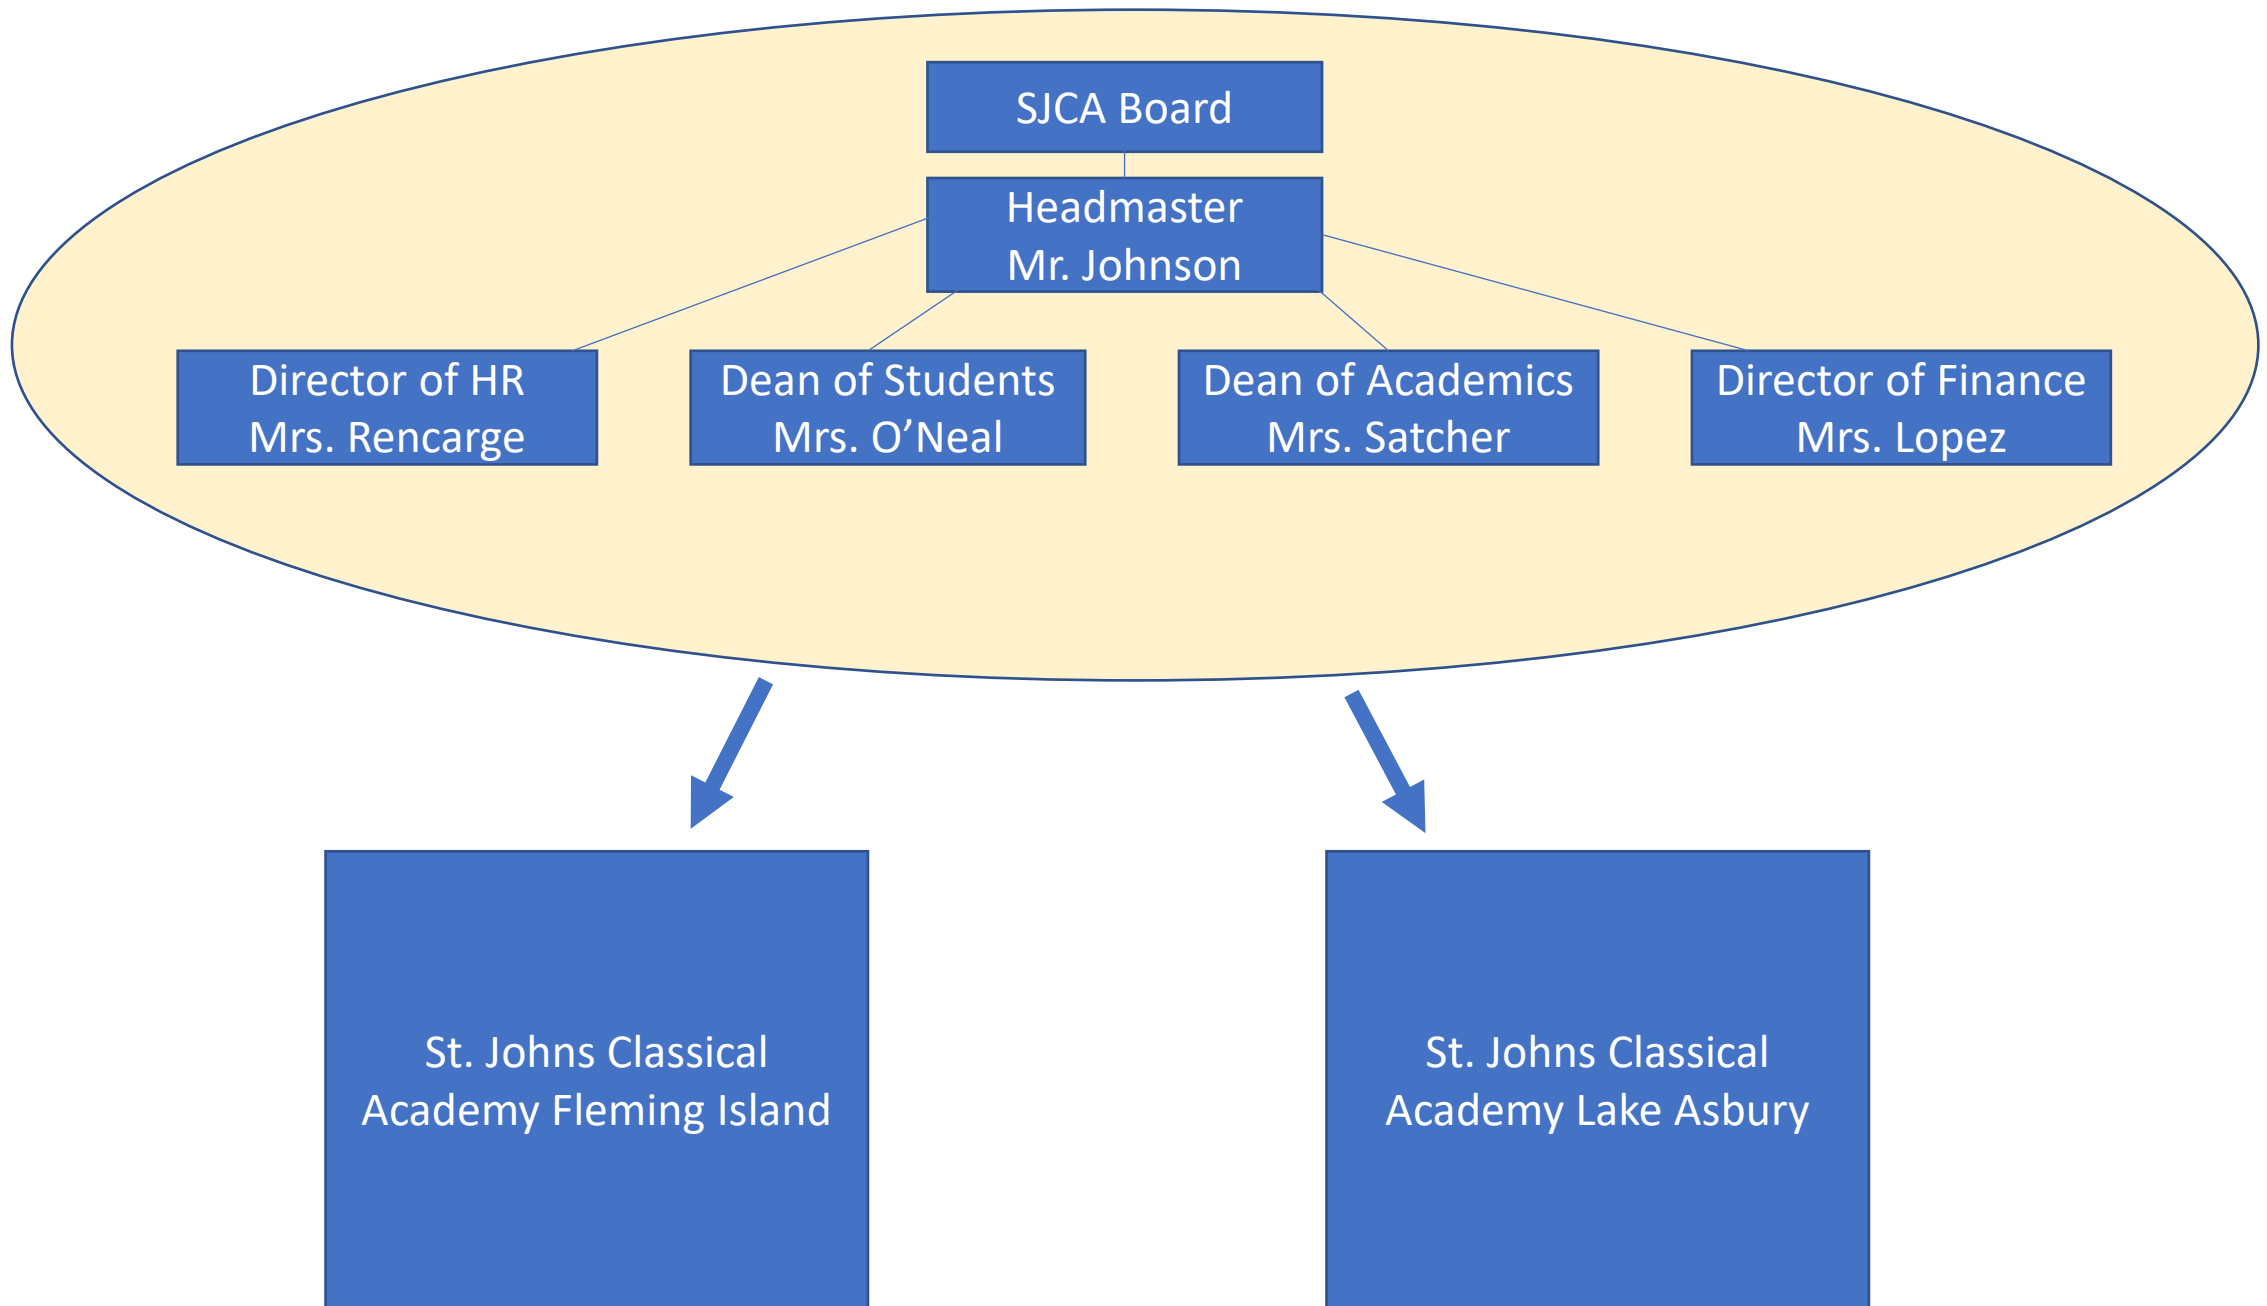 SJCA Board
Headmaster
Mr. Johnson
Director of HR
Mrs. Rencarge
Dean of Students
Mrs. O’Neal
Dean of Academics
Mrs. Satcher
Director of Finance
Mrs. Lopez
St. Johns Classical
Academy Fleming Island
St. Johns Classical
Academy Lake Asbury